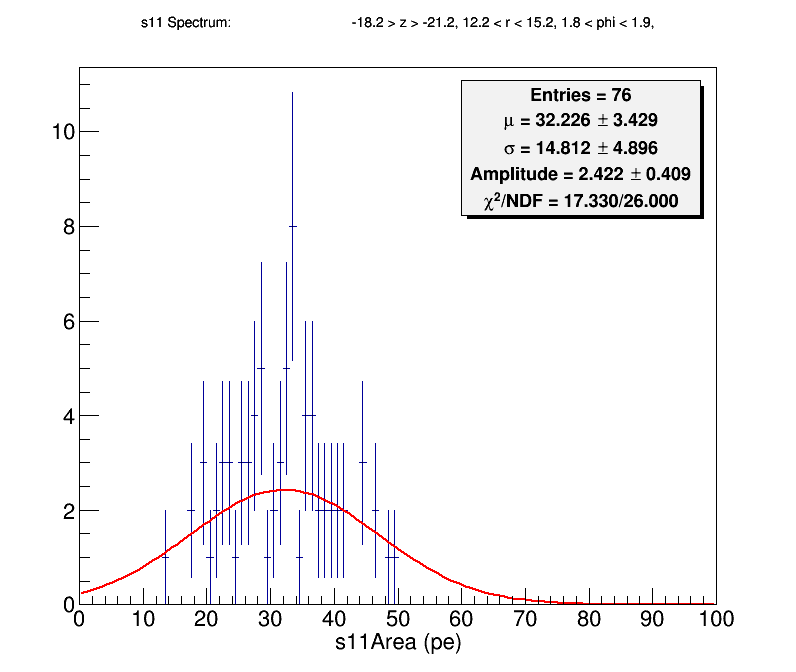 s11 Spectrum: -18.2 > z > -21.2, 12.2 < r < 15.2, 1.8 < phi < 1.9,
Entries = 76
μ = 32.226 ± 3.429
σ = 14.812 ± 4.896
Amplitude = 2.422 ± 0.409
χ²/NDF = 17.330/26.000
10
8
6
4
2
0
0 10 20 30 40 50 60 70 80 90 100
s11Area (pe)